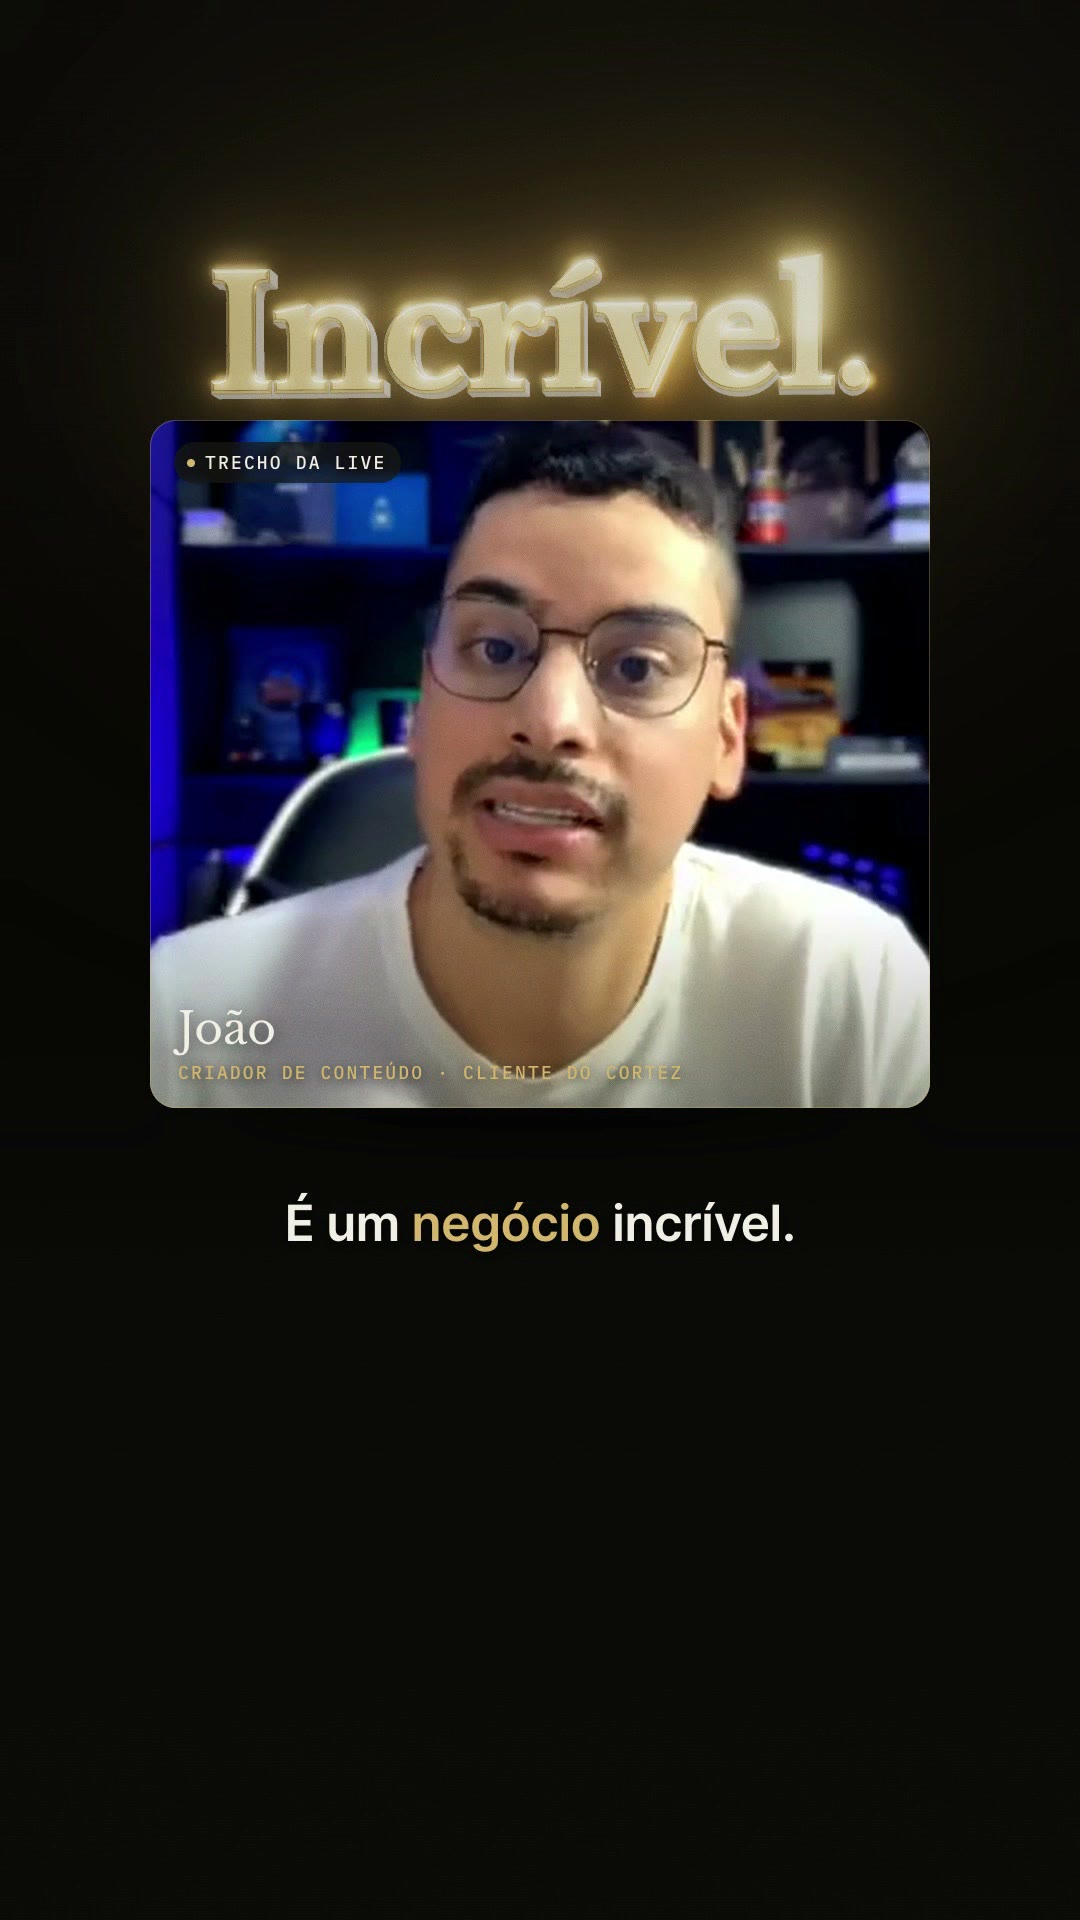 Incrível.
TRECHO DA LIVE
João
CRIADOR DE CONTEÚDO · CLIENTE DO CORTEZ
É um negócio incrível.